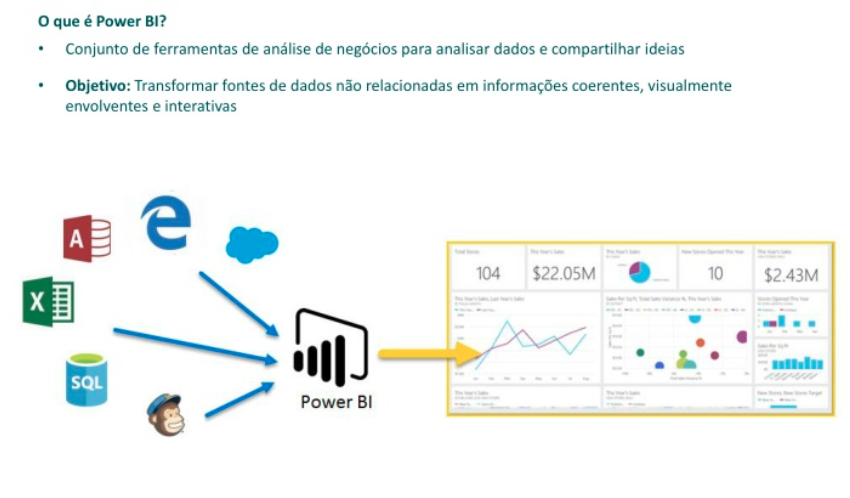 O que é Power BI?
• Conjunto de ferramentas de análise de negócios para analisar dados e compartilhar ideias
• Objetivo: Transformar fontes de dados não relacionadas em informações coerentes, visualmente
envolventes e interativas
A
X
SQL
Power BI
Total Stores
104
This Year's Sales
$22.05M
This Year's Sales
New Stores Opened This Year
10
This Year's Sales
$2.43M
This Year's Sales, Last Year's Sales
Sales Per Sq Ft, Total Sales Variance %, This Year's Sales
Stores Opened This Year
Sales Per Sq Ft
This Year's Sales
This Year's Sales
New Stores, New Stores Target